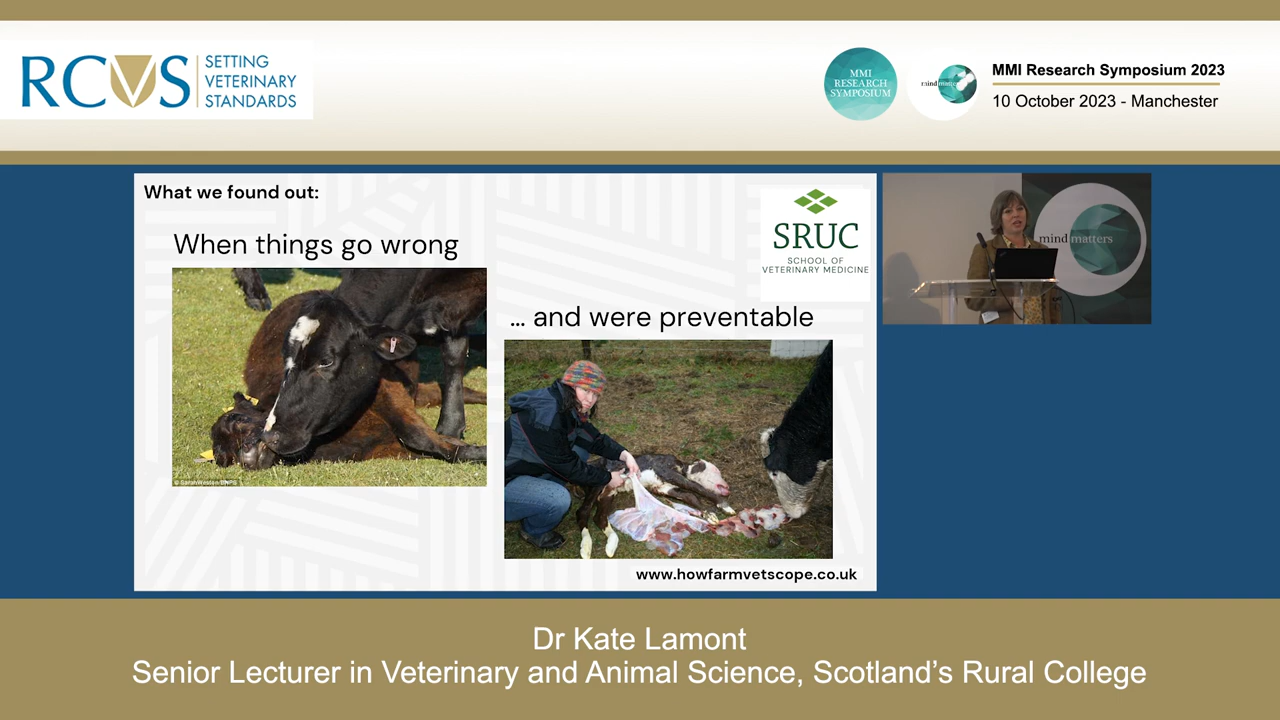 RCVS
SETTING
VETERINARY
STANDARDS
MMI
RESEARCH
SYMPOSIUM
mind matters
MMI Research Symposium 2023
10 October 2023 - Manchester
What we found out:
When things go wrong
SRUC
SCHOOL OF
VETERINARY MEDICINE
... and were preventable
www.howfarmvetscope.co.uk
mind matters
Dr Kate Lamont
Senior Lecturer in Veterinary and Animal Science, Scotland's Rural College